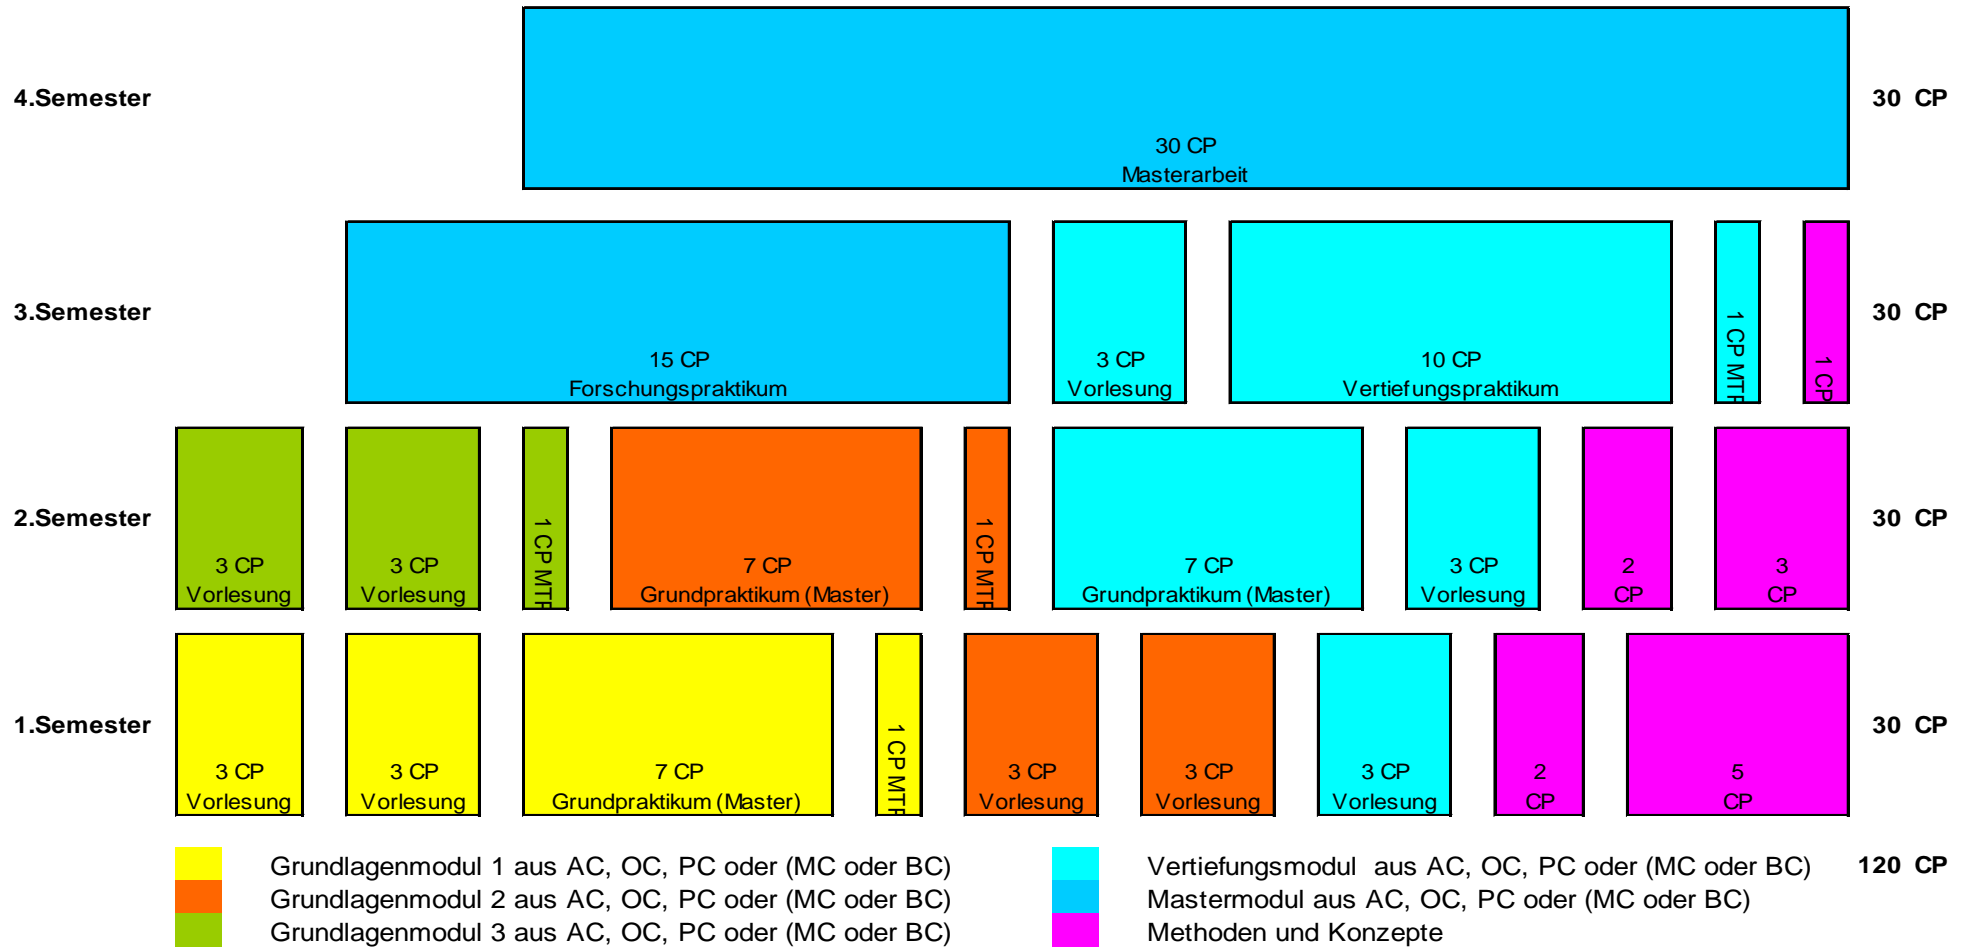 4.Semester
30 CP
Masterarbeit
30 CP
3.Semester
15 CP
Forschungspraktikum
3 CP
Vorlesung
10 CP
Vertiefungspraktikum
1 CP MTP
1 CP
30 CP
2.Semester
3 CP
Vorlesung
3 CP
Vorlesung
1 CP MTP
7 CP
Grundpraktikum (Master)
1 CP MTP
7 CP
Grundpraktikum (Master)
3 CP
Vorlesung
2
CP
3
CP
30 CP
1.Semester
3 CP
Vorlesung
3 CP
Vorlesung
7 CP
Grundpraktikum (Master)
1 CP MTP
3 CP
Vorlesung
3 CP
Vorlesung
3 CP
Vorlesung
2
CP
5
CP
30 CP
Grundlagenmodul 1 aus AC, OC, PC oder (MC oder BC)
Grundlagenmodul 2 aus AC, OC, PC oder (MC oder BC)
Grundlagenmodul 3 aus AC, OC, PC oder (MC oder BC)
Vertiefungsmodul aus AC, OC, PC oder (MC oder BC)
Mastermodul aus AC, OC, PC oder (MC oder BC)
Methoden und Konzepte
120 CP